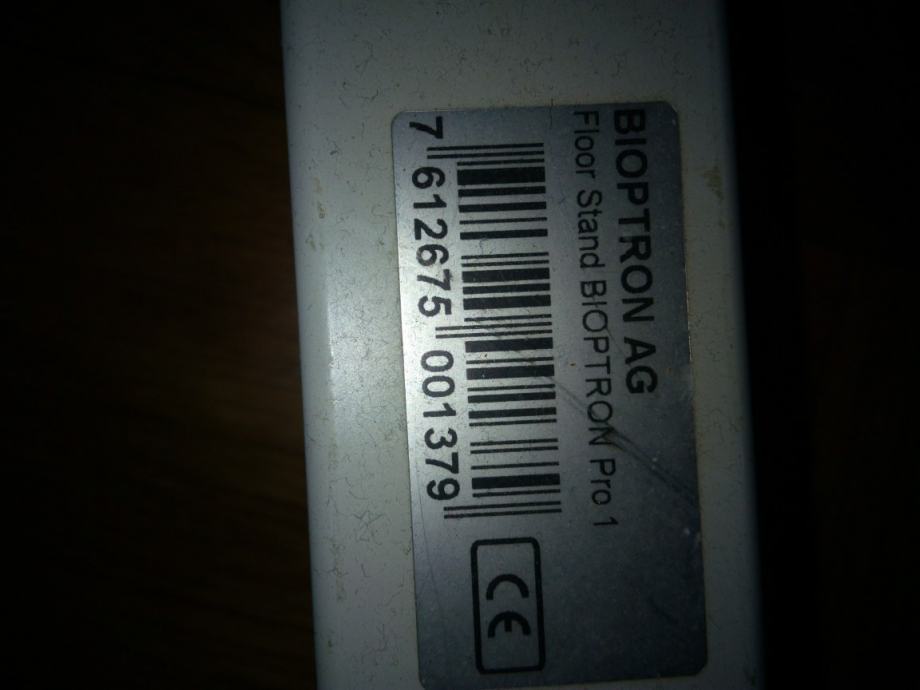 BIOPTRON AG
Floor Stand BIOPTRON Pro 1
7 612675 001379
CE